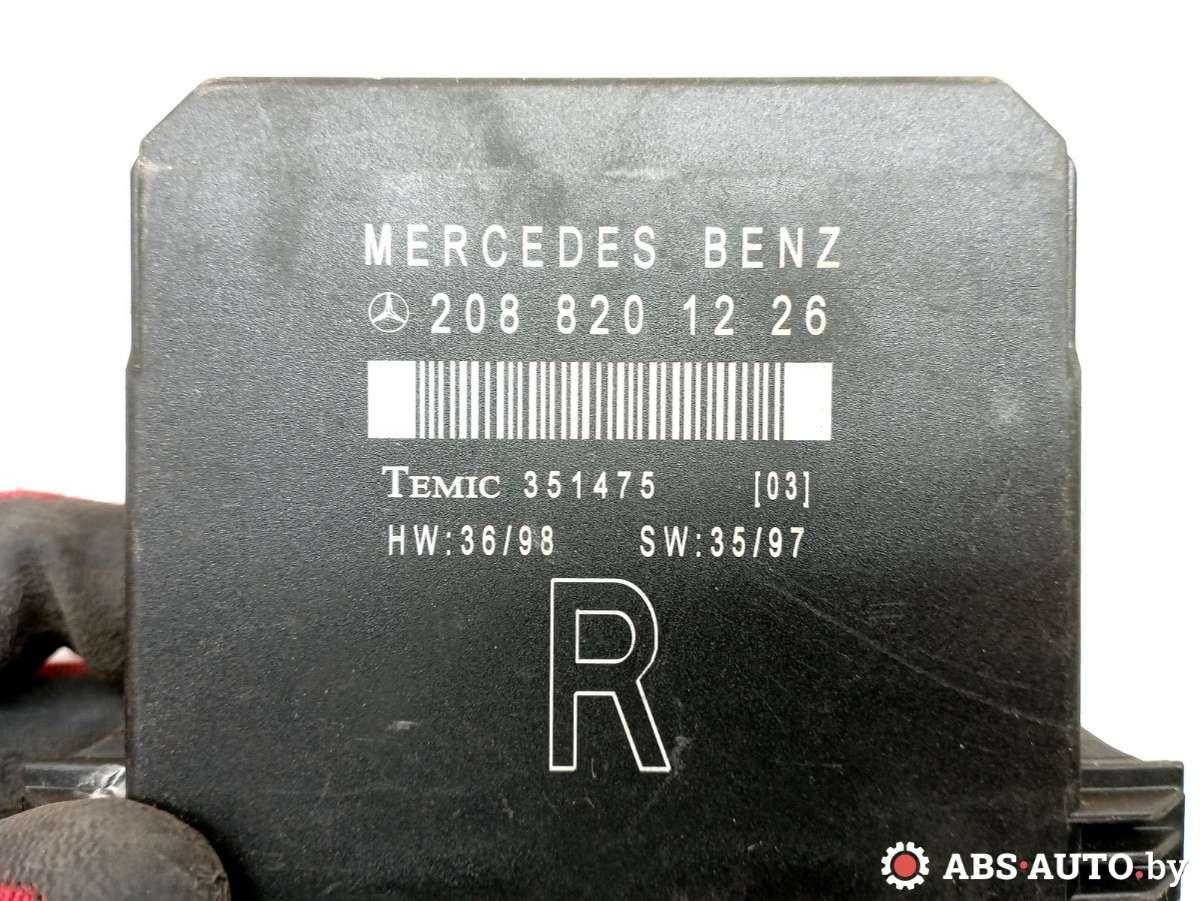 MERCEDES BENZ
208 820 12 26
TEMIC 351475 [03]
HW:36/98 SW:35/97
R
ABS·AUTO.by